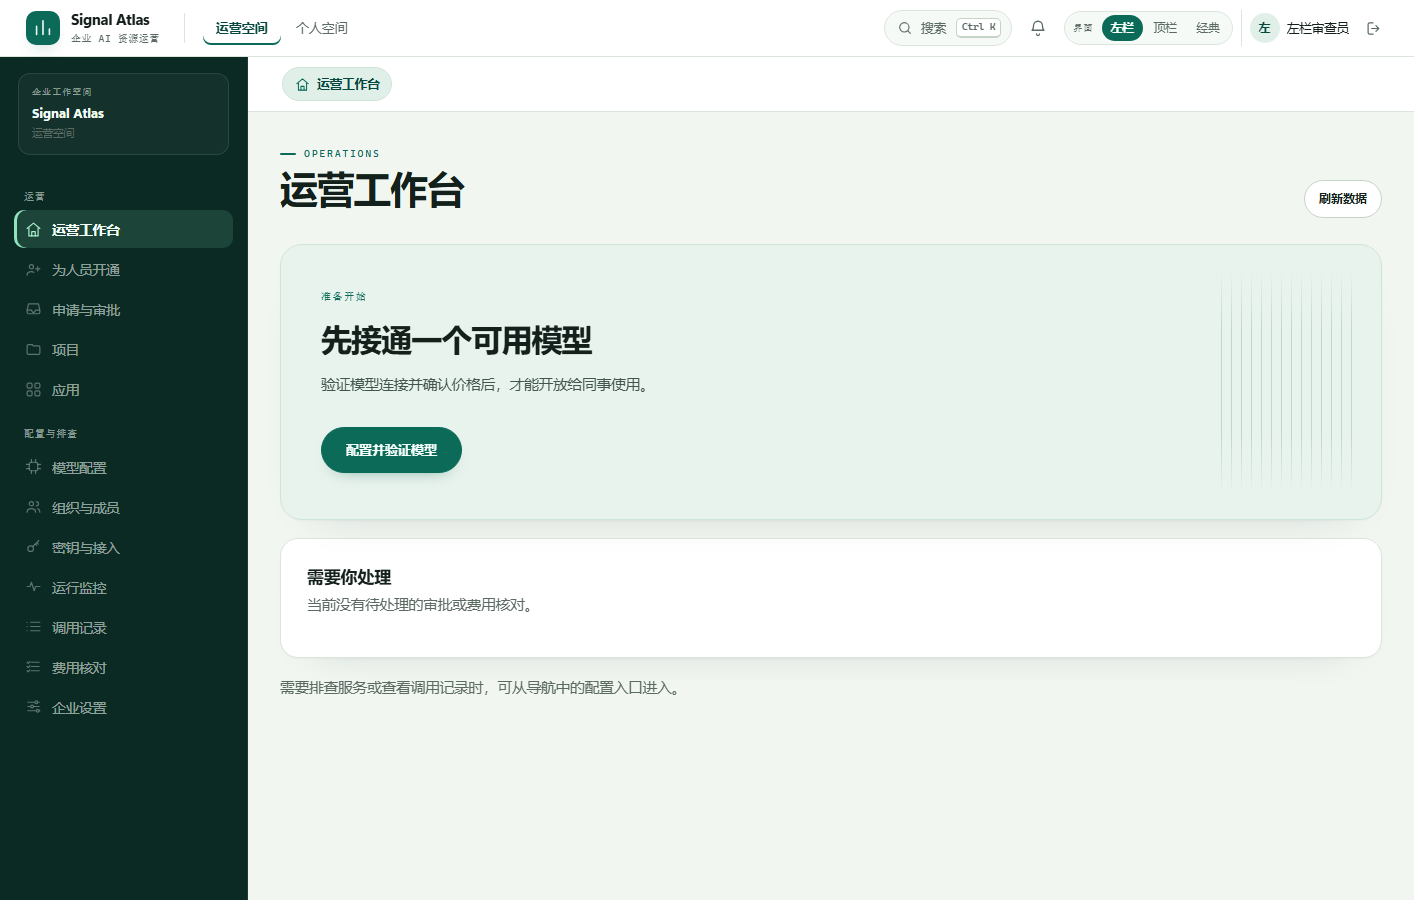 Signal Atlas
企业 AI 资源运营
运营空间
个人空间
搜索
Ctrl K
界面
左栏
顶栏
经典
左
左栏审查员
企业工作空间
Signal Atlas
运营空间
运营
运营工作台
为人员开通
申请与审批
项目
应用
配置与排查
模型配置
组织与成员
密钥与接入
运行监控
调用记录
费用核对
企业设置
运营工作台
OPERATIONS
运营工作台
刷新数据
准备开始
先接通一个可用模型
验证模型连接并确认价格后，才能开放给同事使用。
配置并验证模型
需要你处理
当前没有待处理的审批或费用核对。
需要排查服务或查看调用记录时，可从导航中的配置入口进入。